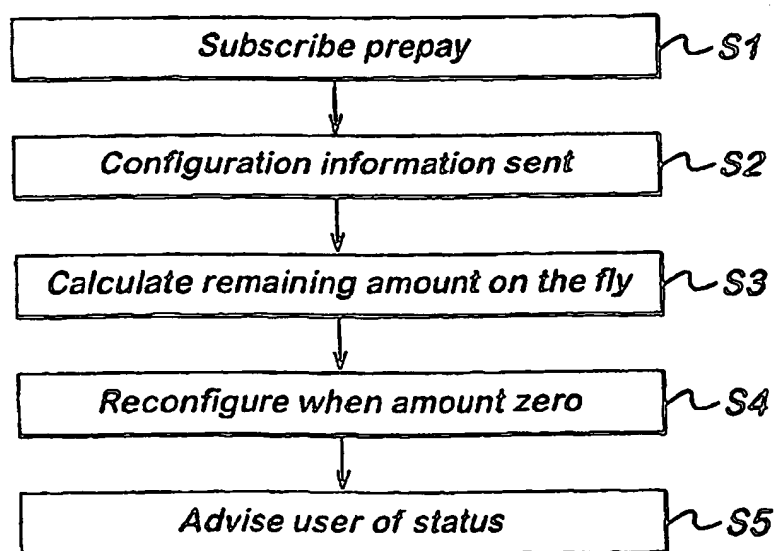 Subscribe prepay S1
Configuration information sent S2
Calculate remaining amount on the fly S3
Reconfigure when amount zero S4
Advise user of status S5